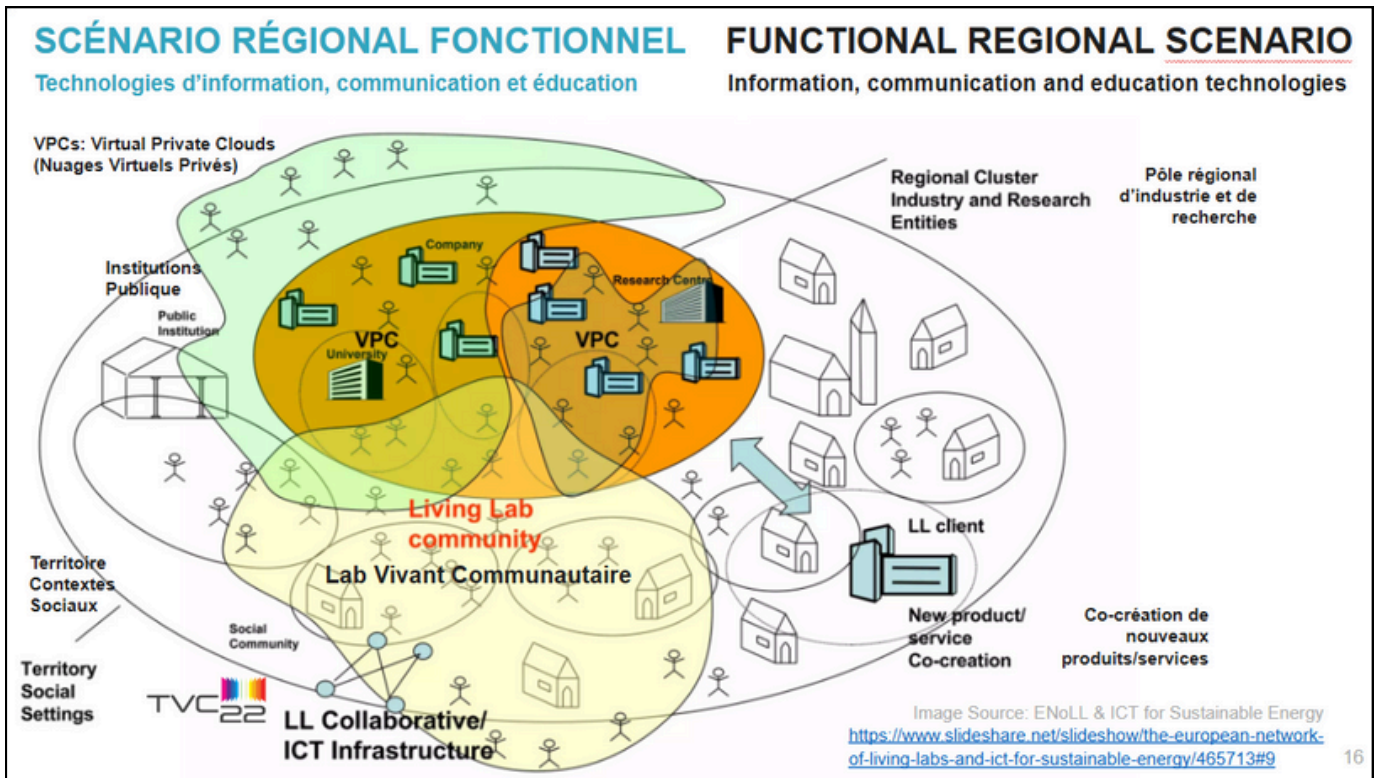 SCÉNARIO RÉGIONAL FONCTIONNEL
Technologies d'information, communication et éducation
FUNCTIONAL REGIONAL SCENARIO
Information, communication and education technologies
VPCs: Virtual Private Clouds
(Nuages Virtuels Privés)
Regional Cluster
Industry and Research
Entities
Pôle régional
d'industrie et de
recherche
Company
Research Centre
Institutions
Publique
Public
Institution
VPC
University
VPC
Living Lab
community
Lab Vivant Communautaire
LL client
Territoire
Contextes
Sociaux
Social
Community
New product/
service
Co-creation
Co-création de
nouveaux
produits/services
Territory
Social
Settings
TVC22
LL Collaborative/
ICT Infrastructure
Image Source: ENoLL & ICT for Sustainable Energy
https://www.slideshare.net/slideshow/the-european-network-
of-living-labs-and-ict-for-sustainable-energy/465713#9
16